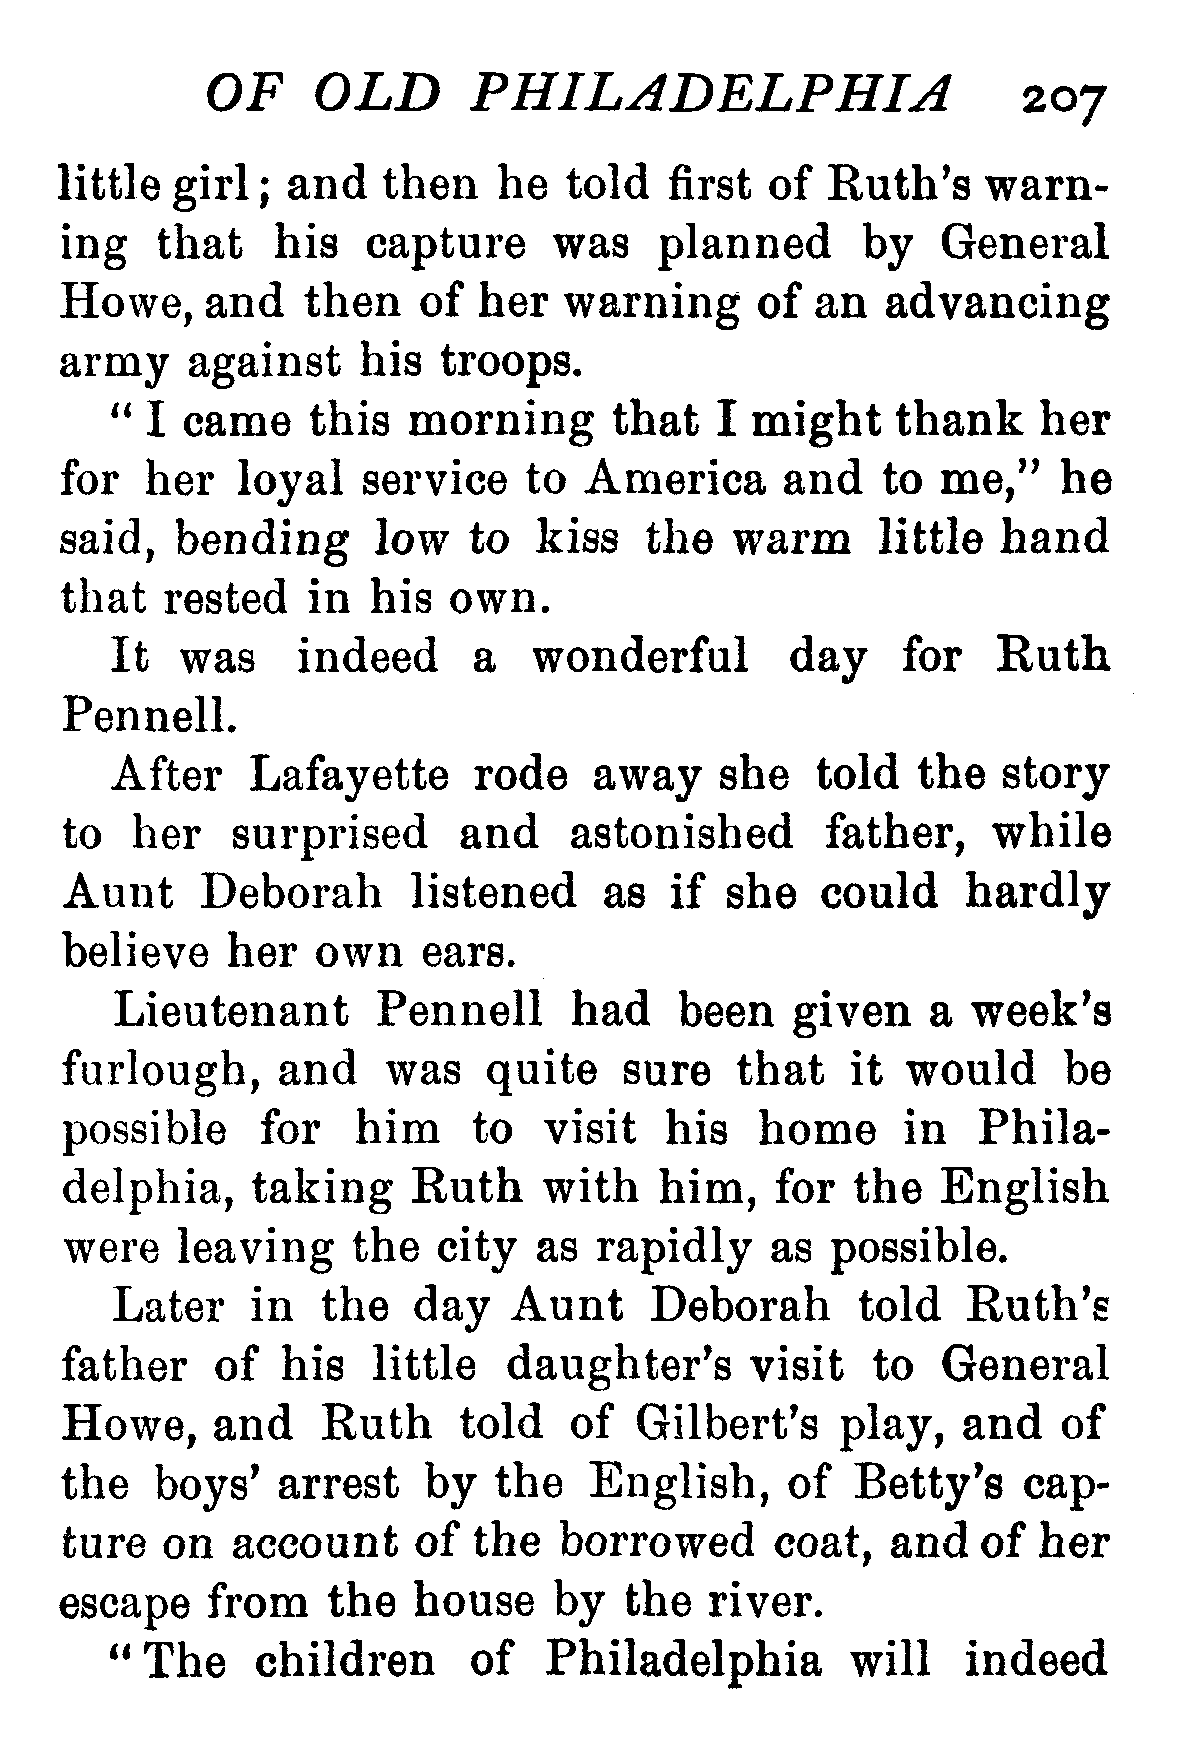 OF OLD PHILADELPHIA 207
little girl; and then he told first of Ruth's warn-
ing that his capture was planned by General
Howe, and then of her warning of an advancing
army against his troops.
“I came this morning that I might thank her
for her loyal service to America and to me,” he
said, bending low to kiss the warm little hand
that rested in his own.
It was indeed a wonderful day for Ruth
Pennell.
After Lafayette rode away she told the story
to her surprised and astonished father, while
Aunt Deborah listened as if she could hardly
believe her own ears.
Lieutenant Pennell had been given a week's
furlough, and was quite sure that it would be
possible for him to visit his home in Phila-
delphia, taking Ruth with him, for the English
were leaving the city as rapidly as possible.
Later in the day Aunt Deborah told Ruth's
father of his little daughter's visit to General
Howe, and Ruth told of Gilbert's play, and of
the boys' arrest by the English, of Betty's cap-
ture on account of the borrowed coat, and of her
escape from the house by the river.
“The children of Philadelphia will indeed